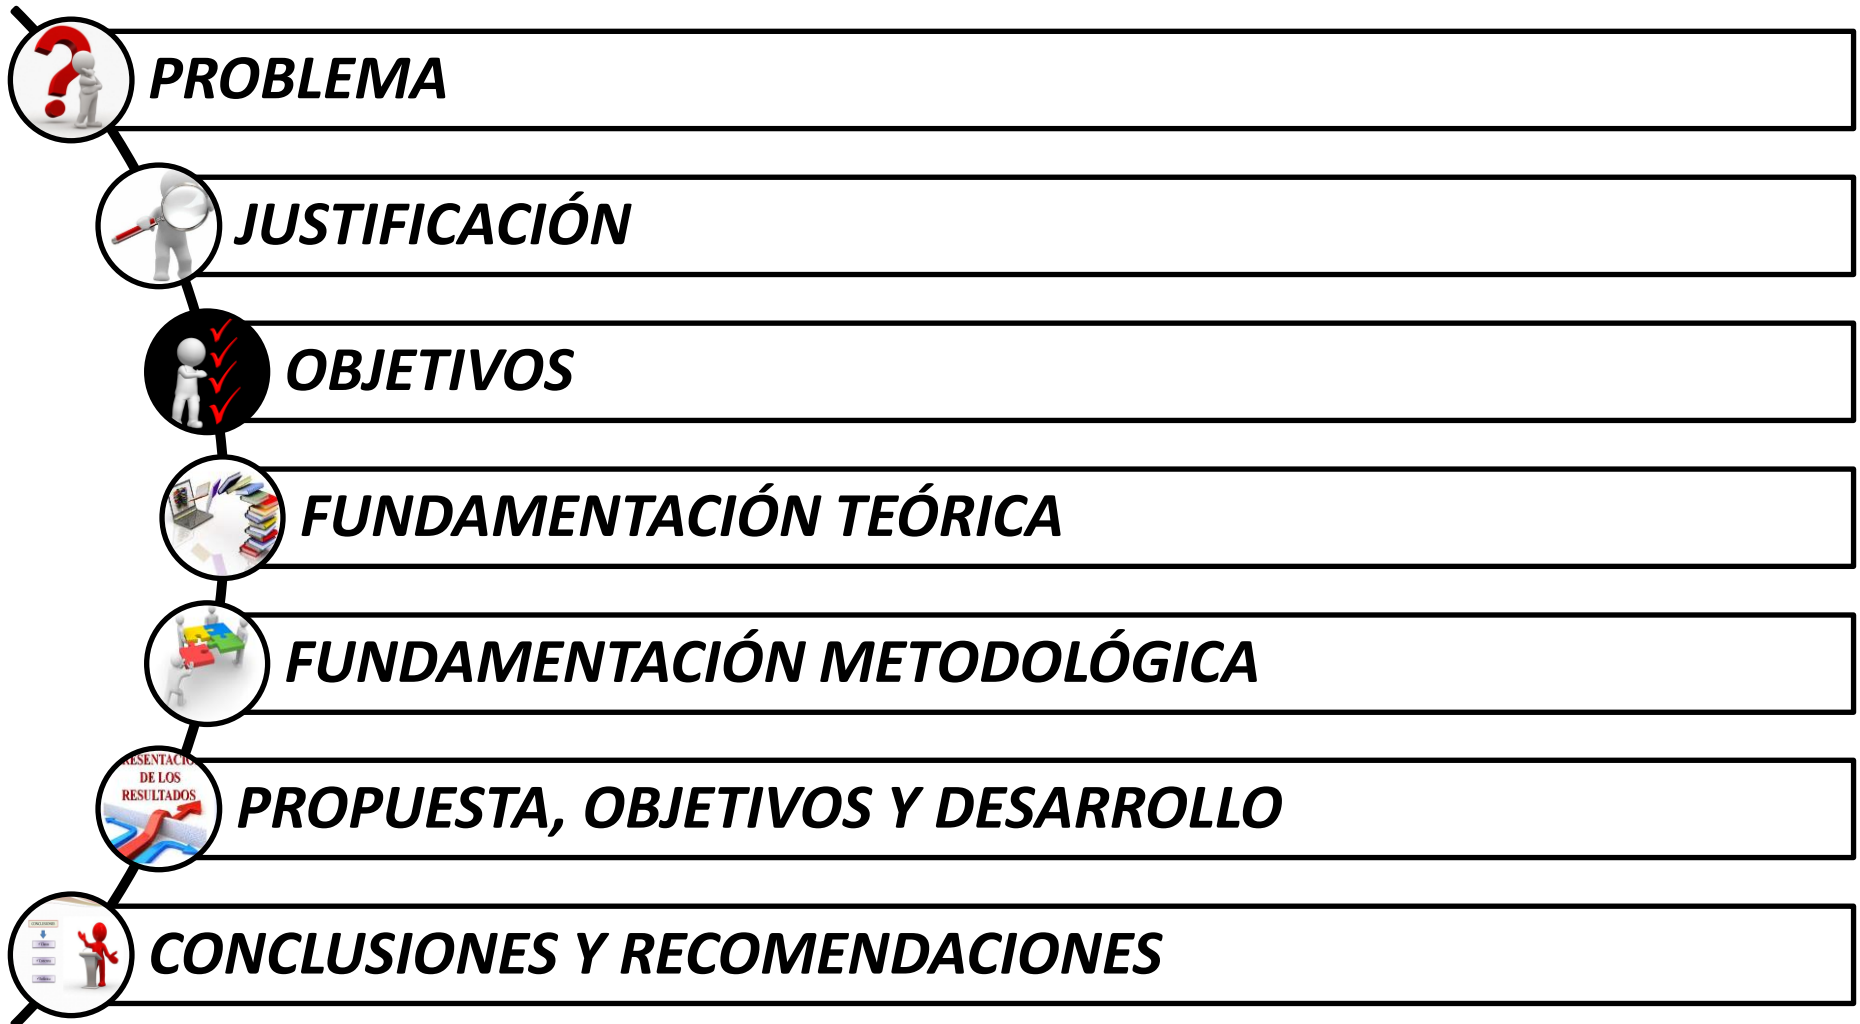 PROBLEMA
JUSTIFICACIÓN
OBJETIVOS
FUNDAMENTACIÓN TEÓRICA
FUNDAMENTACIÓN METODOLÓGICA
DE LOS
RESULTADOS
PROPUESTA, OBJETIVOS Y DESARROLLO
CONCLUSIONES Y RECOMENDACIONES